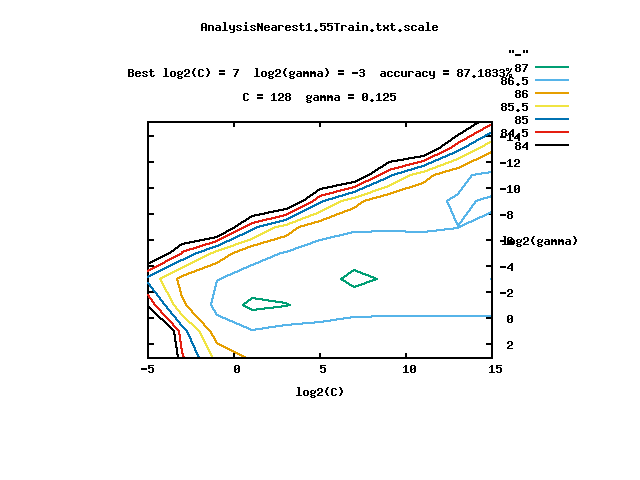 AnalysisNearest1.55Train.txt.scale
"-"
Best log2(C) = 7  log2(gamma) = -3  accuracy = 87.1833%
87
86.5
C = 128  gamma = 0.125
86
85.5
85
84.5
84
-14
-12
-10
-8
-6
log2(gamma)
-4
-2
0
2
-5 0 5 10 15
log2(C)